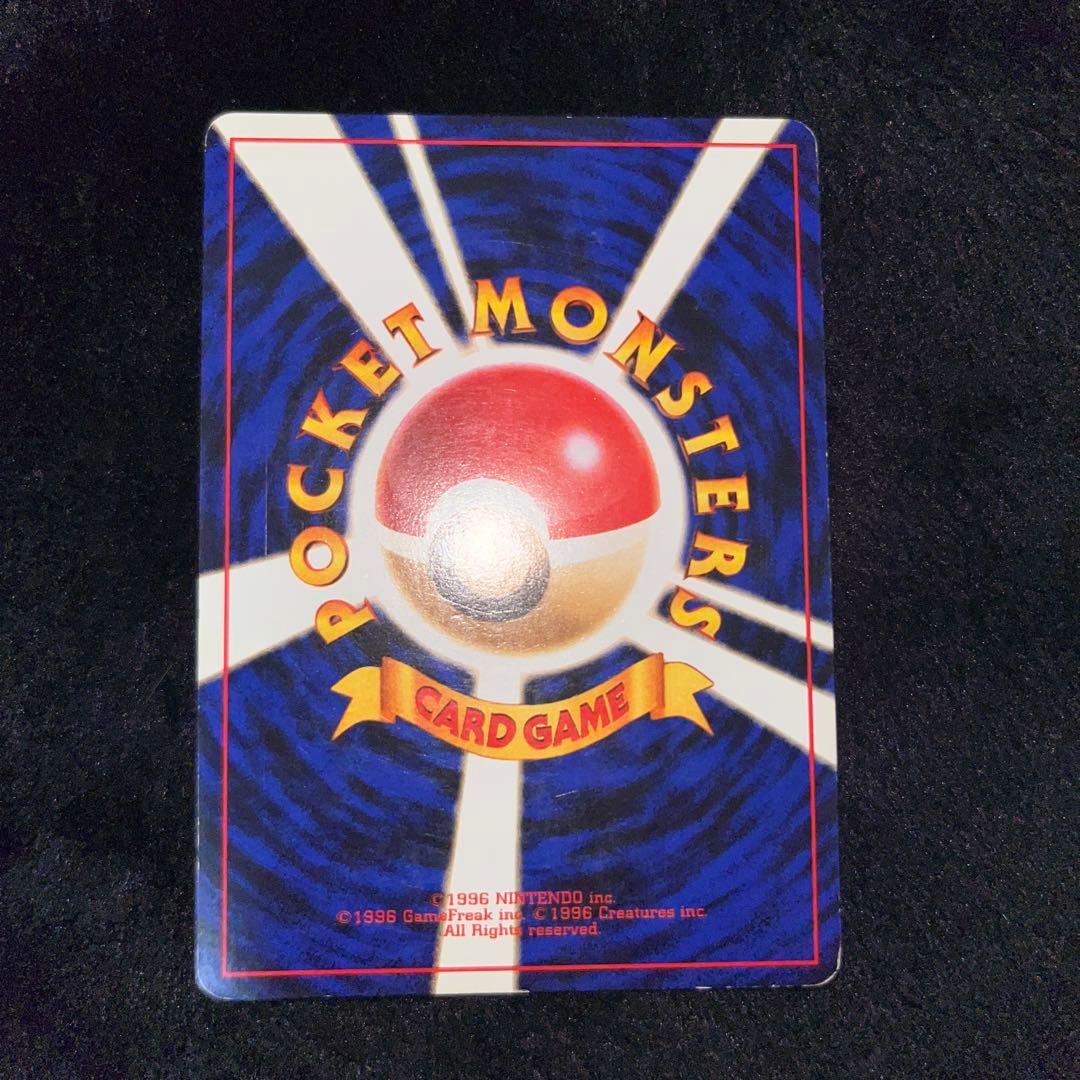 POCKET MONSTERS
CARD GAME
©1996 NINTENDO inc.
©1996 GameFreak inc. ©1996 Creatures inc.
All Rights reserved.